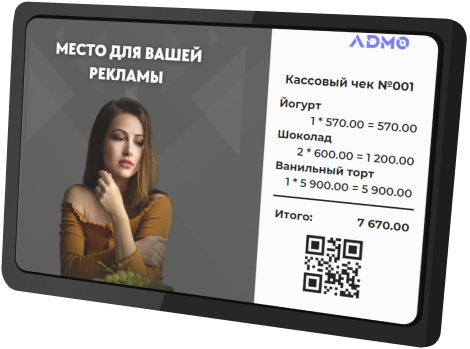 МЕСТО ДЛЯ ВАШЕЙ
РЕКЛАМЫ
ADMO
Кассовый чек №001
Йогурт
1 * 570.00 = 570.00
Шоколад
2 * 600.00 = 1 200.00
Ванильный торт
1 * 5 900.00 = 5 900.00
Итого: 7 670.00